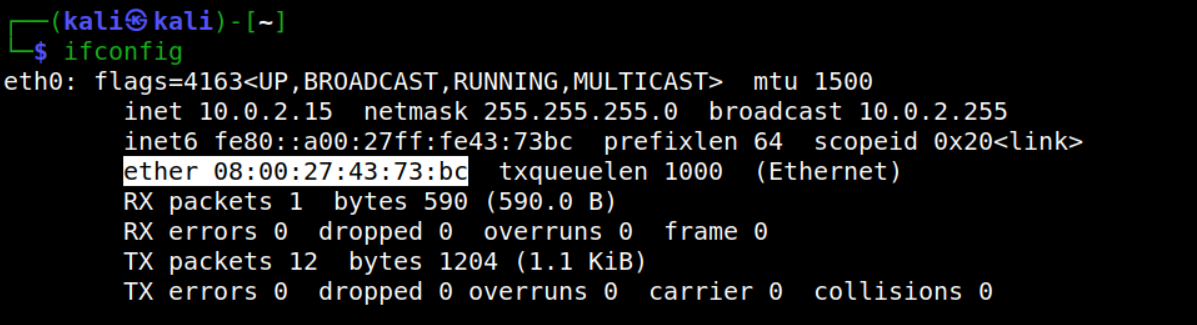 ┌──(kali㉿kali)-[~]
└─$ ifconfig
eth0: flags=4163<UP,BROADCAST,RUNNING,MULTICAST>  mtu 1500
        inet 10.0.2.15  netmask 255.255.255.0  broadcast 10.0.2.255
        inet6 fe80::a00:27ff:fe43:73bc  prefixlen 64  scopeid 0x20<link>
        ether 08:00:27:43:73:bc  txqueuelen 1000  (Ethernet)
        RX packets 1  bytes 590 (590.0 B)
        RX errors 0  dropped 0  overruns 0  frame 0
        TX packets 12  bytes 1204 (1.1 KiB)
        TX errors 0  dropped 0 overruns 0  carrier 0  collisions 0